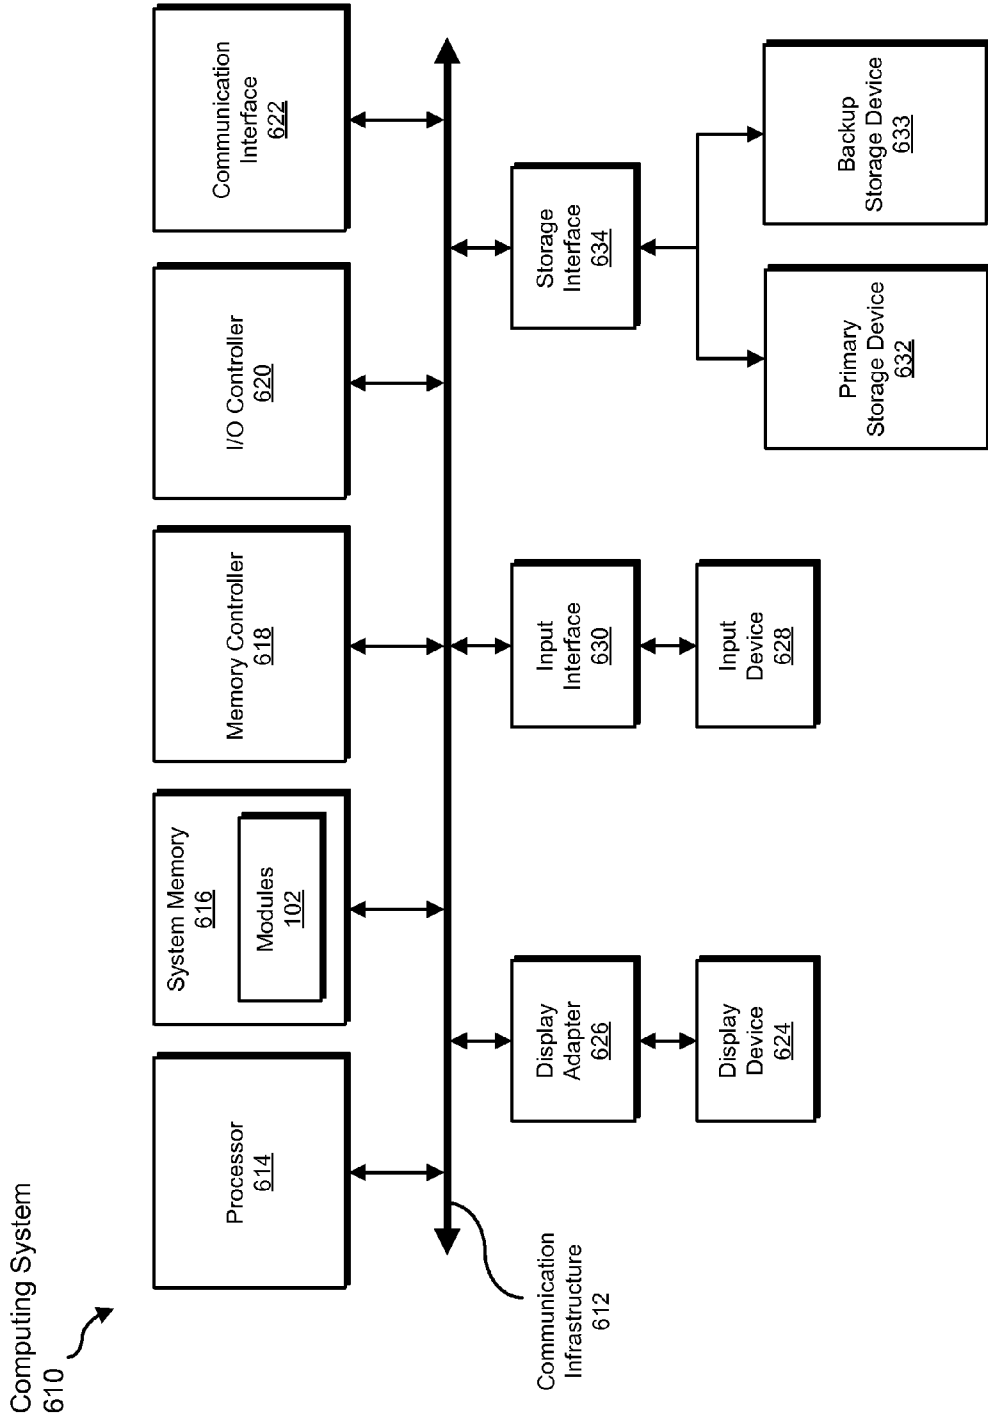 Computing System
610
Processor
614
System Memory
616
Modules
102
Memory Controller
618
I/O Controller
620
Communication
Interface
622
Communication
Infrastructure
612
Display
Adapter
626
Input
Interface
630
Storage
Interface
634
Display
Device
624
Input
Device
628
Primary
Storage Device
632
Backup
Storage Device
633